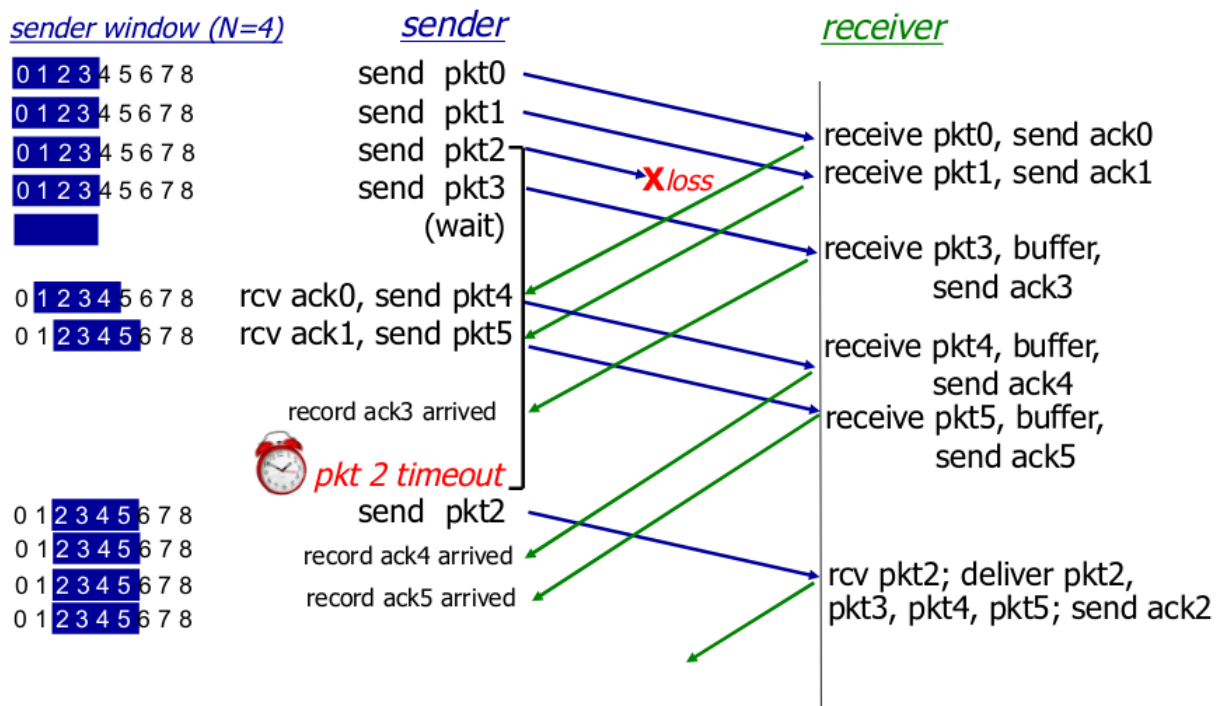 sender window (N=4)
sender
receiver
0 1 2 3 4 5 6 7 8
send pkt0
0 1 2 3 4 5 6 7 8
send pkt1
receive pkt0, send ack0
0 1 2 3 4 5 6 7 8
send pkt2
X loss
receive pkt1, send ack1
0 1 2 3 4 5 6 7 8
send pkt3
(wait)
receive pkt3, buffer,
send ack3
0 1 2 3 4 5 6 7 8
rcv ack0, send pkt4
0 1 2 3 4 5 6 7 8
rcv ack1, send pkt5
receive pkt4, buffer,
send ack4
record ack3 arrived
receive pkt5, buffer,
send ack5
pkt 2 timeout
0 1 2 3 4 5 6 7 8
send pkt2
0 1 2 3 4 5 6 7 8
record ack4 arrived
0 1 2 3 4 5 6 7 8
record ack5 arrived
0 1 2 3 4 5 6 7 8
rcv pkt2; deliver pkt2,
pkt3, pkt4, pkt5; send ack2